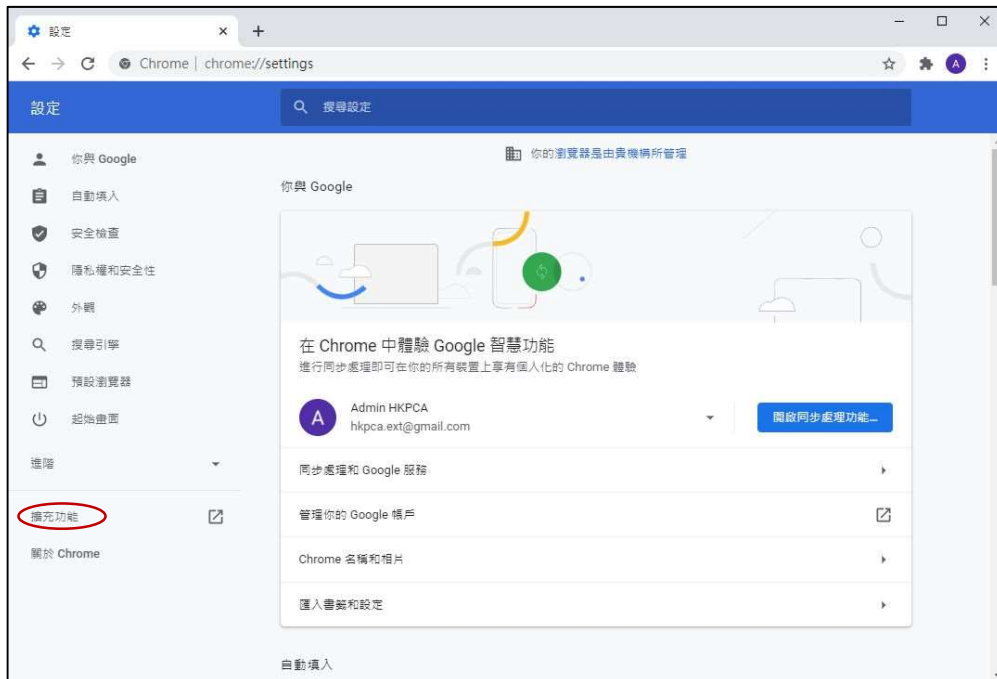 設定
Chrome | chrome://settings
A
設定
搜尋設定
你與 Google
自動填入
安全檢查
隱私權和安全性
外觀
搜尋引擎
預設瀏覽器
起始畫面
進階
擴充功能
關於 Chrome
你的瀏覽器是由貴機構所管理
你與 Google
在 Chrome 中體驗 Google 智慧功能
進行同步處理即可在你的所有裝置上享有個人化的 Chrome 體驗
A
Admin HKPCA
hkpca.ext@gmail.com
開啟同步處理功能...
同步處理和 Google 服務
管理你的 Google 帳戶
Chrome 名稱和相片
匯入書籤和設定
自動填入